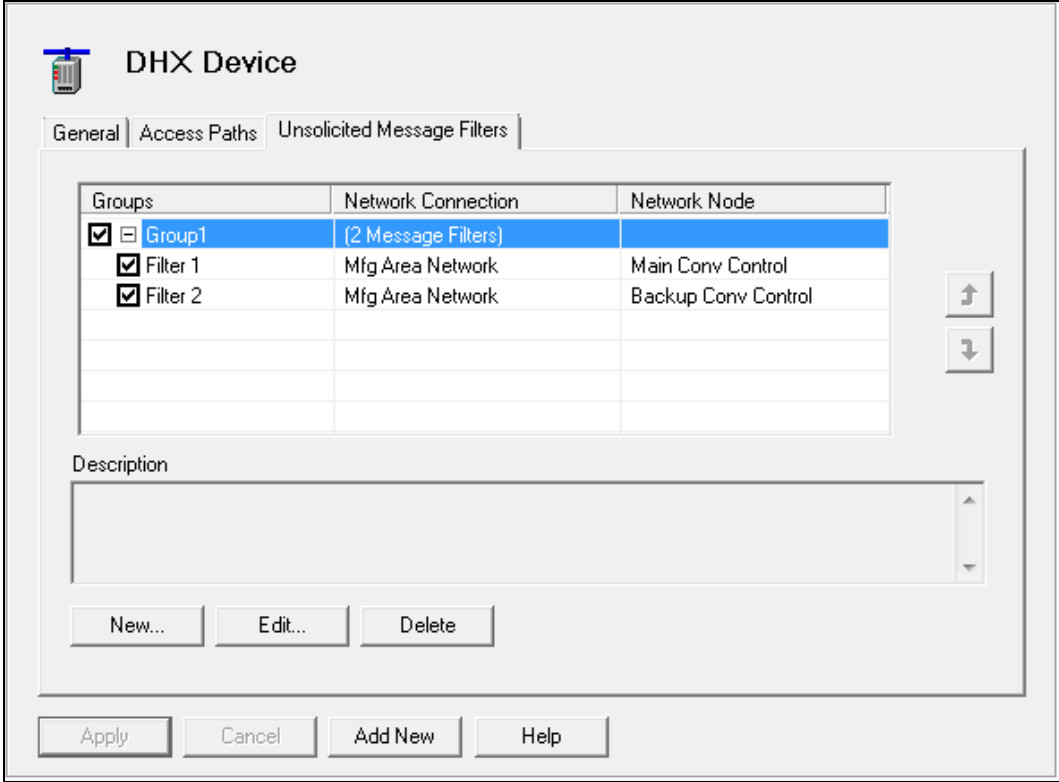 DHX Device
General Access Paths Unsolicited Message Filters
Groups Network Connection Network Node
Group1 (2 Message Filters)
Filter 1 Mfg Area Network Main Conv Control
Filter 2 Mfg Area Network Backup Conv Control
Description
New... Edit... Delete
Apply Cancel Add New Help